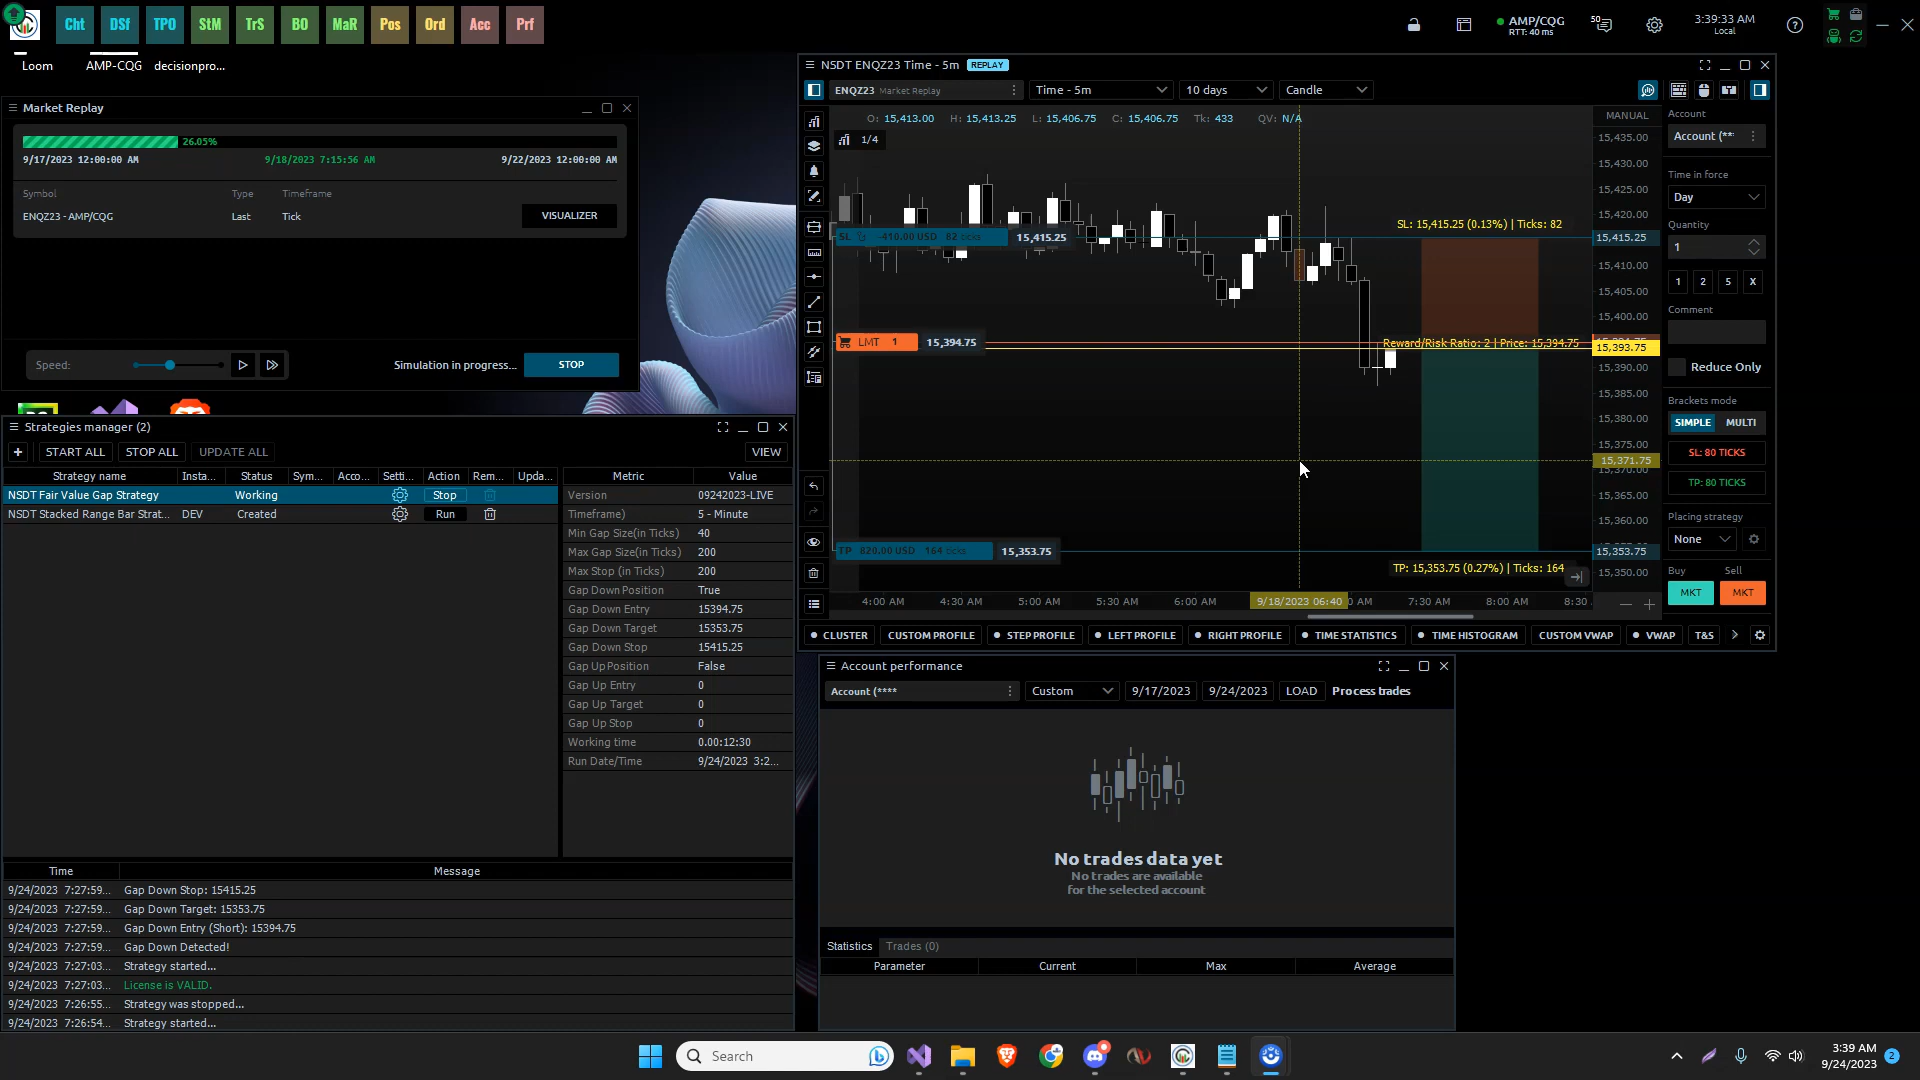 Cht DSf TPO StM TrS BO MaR Pos Ord Acc Prf
AMP/CQG
RTT: 40 ms
50
3:39:33 AM
Local
Loom AMP-CQG decisionpro...
Market Replay
26.05%
9/17/2023 12:00:00 AM 9/18/2023 7:15:56 AM 9/22/2023 12:00:00 AM
Symbol Type Timeframe
ENQZ23 - AMP/CQG Last Tick VISUALIZER
Speed: Simulation in progress... STOP
NSDT ENQZ23 Time - 5m REPLAY
ENQZ23 Market Replay Time - 5m 10 days Candle
O: 15,413.00 H: 15,413.25 L: 15,406.75 C: 15,406.75 Tk: 433 QV: N/A
1/4
MANUAL
15,435.00
15,430.00
15,425.00
15,420.00
SL: 15,415.25 (0.13%) | Ticks: 82
SL -410.00 USD 82 ticks 15,415.25
15,415.25
15,410.00
15,405.00
15,400.00
LMT 1 15,394.75
Reward/Risk Ratio: 2 | Price: 15,394.75
15,393.75
15,390.00
15,385.00
15,380.00
15,375.00
15,371.75
15,370.00
15,365.00
15,360.00
TP 820.00 USD 164 ticks 15,353.75
15,353.75
TP: 15,353.75 (0.27%) | Ticks: 164
15,350.00
4:00 AM 4:30 AM 5:00 AM 5:30 AM 6:00 AM 9/18/2023 06:40 0 AM 7:30 AM 8:00 AM 8:30
CLUSTER CUSTOM PROFILE STEP PROFILE LEFT PROFILE RIGHT PROFILE TIME STATISTICS TIME HISTOGRAM CUSTOM VWAP VWAP T&S
Account
Account (**
Time in force
Day
Quantity
1
1 2 5 X
Comment
Reduce Only
Brackets mode
SIMPLE MULTI
SL: 80 TICKS
TP: 80 TICKS
Placing strategy
None
Buy Sell
MKT MKT
Strategies manager (2)
+ START ALL STOP ALL UPDATE ALL VIEW
Strategy name Insta... Status Sym... Acco... Setti... Action Rem... Upda...
NSDT Fair Value Gap Strategy Working Stop
NSDT Stacked Range Bar Strat... DEV Created Run
Metric Value
Version 09242023-LIVE
Timeframe) 5 - Minute
Min Gap Size(in Ticks) 40
Max Gap Size(in Ticks) 200
Max Stop (in Ticks) 200
Gap Down Position True
Gap Down Entry 15394.75
Gap Down Target 15353.75
Gap Down Stop 15415.25
Gap Up Position False
Gap Up Entry 0
Gap Up Target 0
Gap Up Stop 0
Working time 0.00:12:30
Run Date/Time 9/24/2023 3:2...
Time Message
9/24/2023 7:27:59... Gap Down Stop: 15415.25
9/24/2023 7:27:59... Gap Down Target: 15353.75
9/24/2023 7:27:59... Gap Down Entry (Short): 15394.75
9/24/2023 7:27:59... Gap Down Detected!
9/24/2023 7:27:03... Strategy started...
9/24/2023 7:27:03... License is VALID.
9/24/2023 7:26:55... Strategy was stopped...
9/24/2023 7:26:54... Strategy started...
Account performance
Account (**** Custom 9/17/2023 9/24/2023 LOAD Process trades
No trades data yet
No trades are available
for the selected account
Statistics Trades (0)
Parameter Current Max Average
Search
3:39 AM
9/24/2023
2